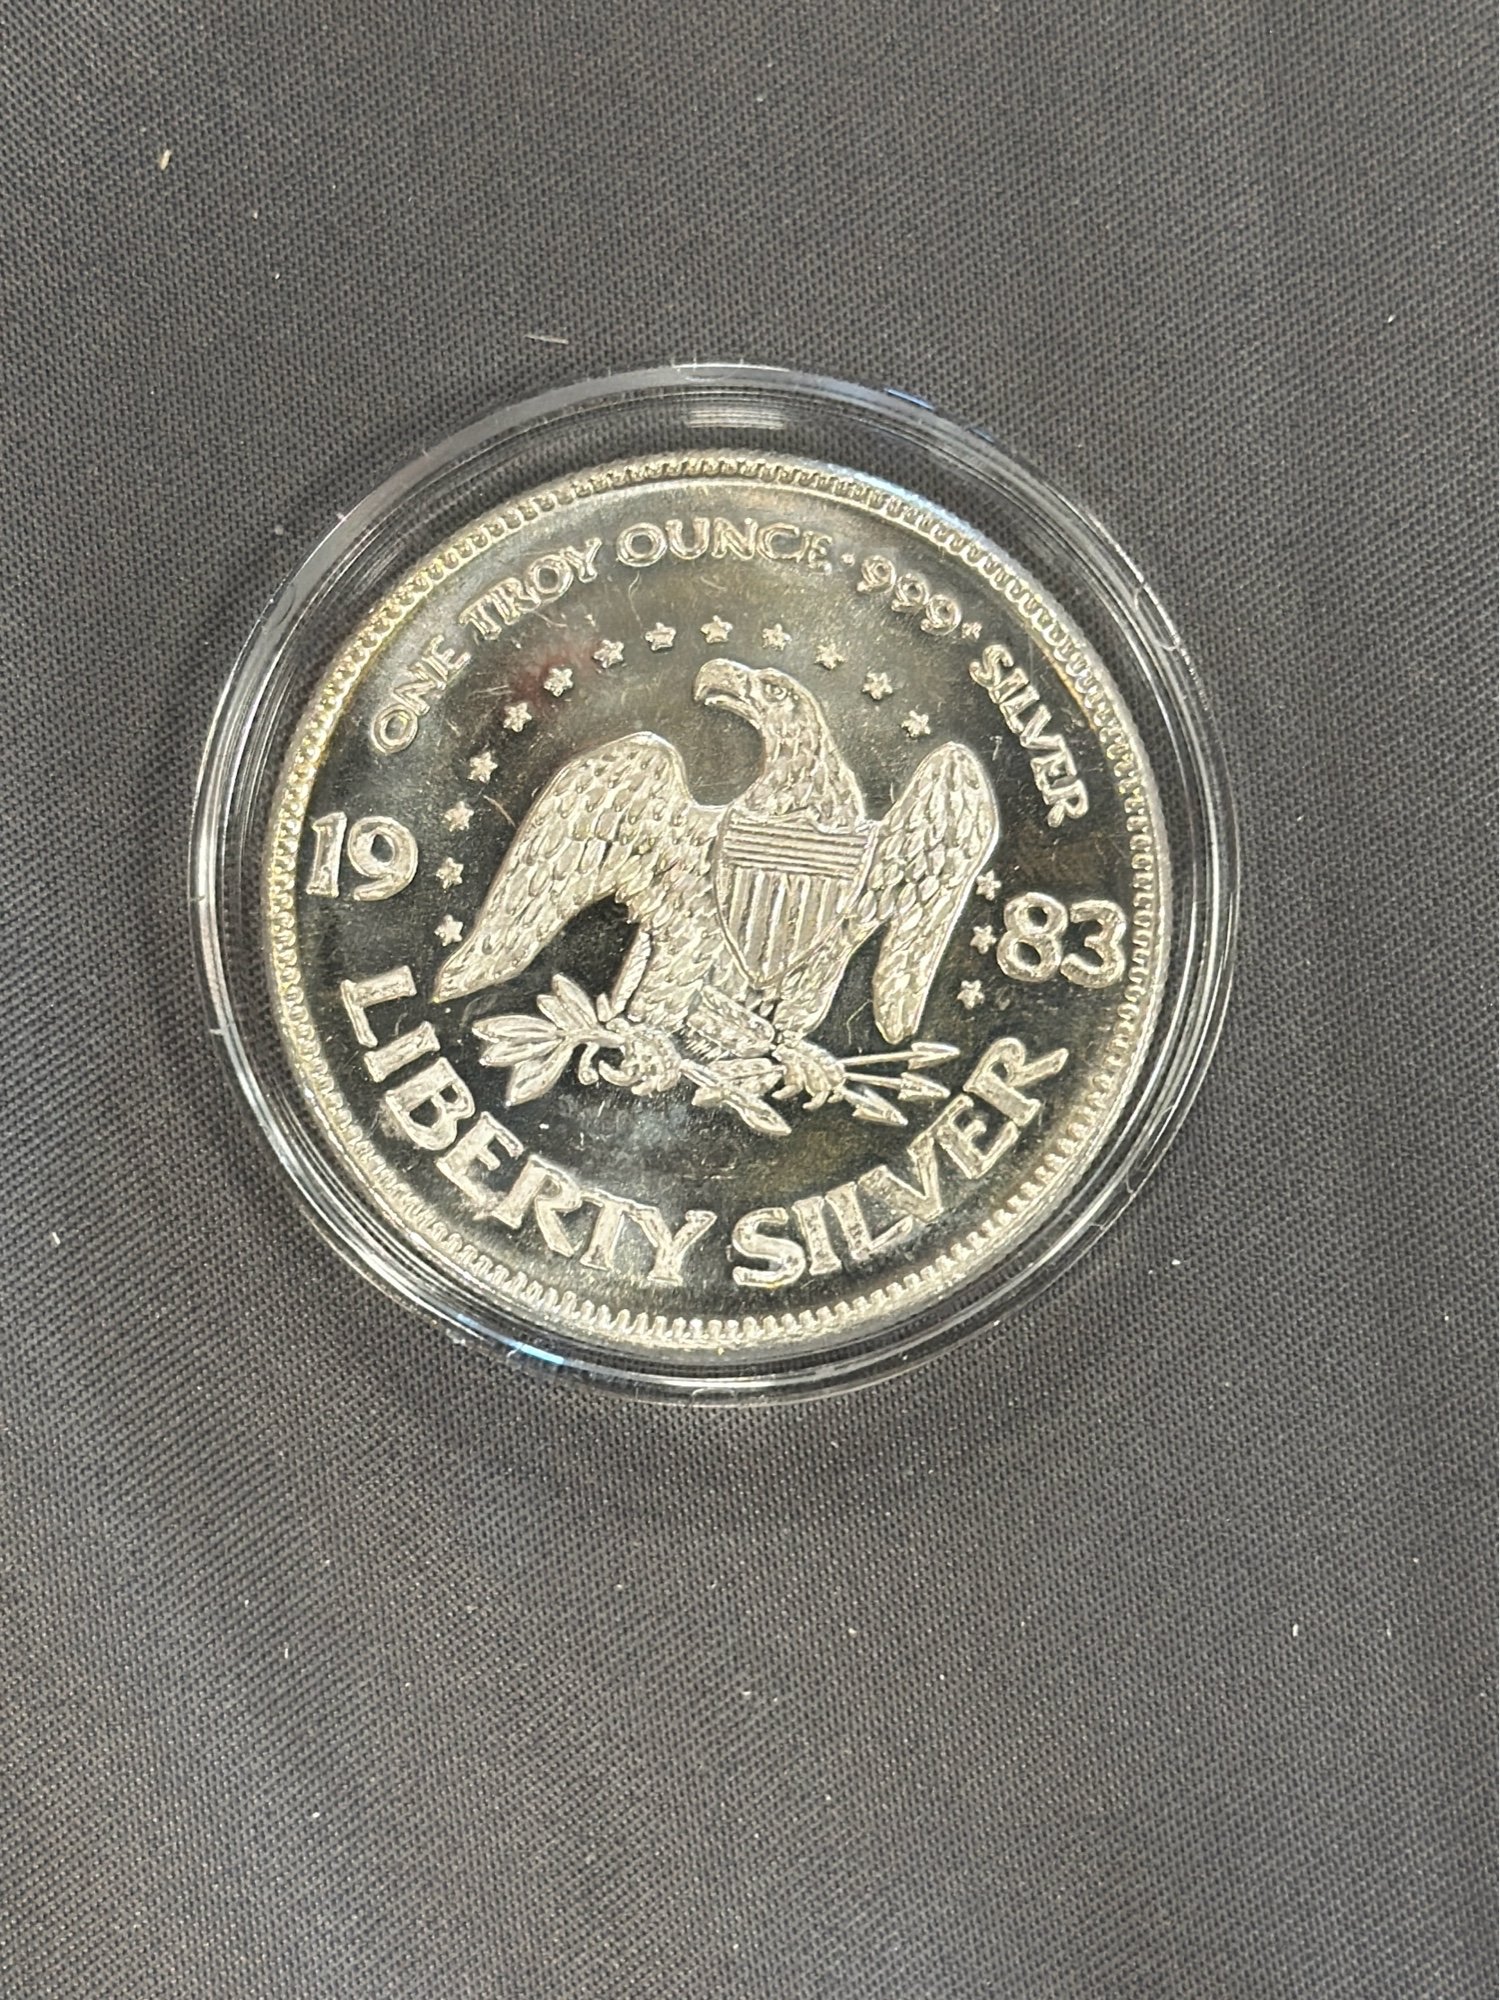 ONE TROY OUNCE · 999+ SILVER
19 83
LIBERTY SILVER